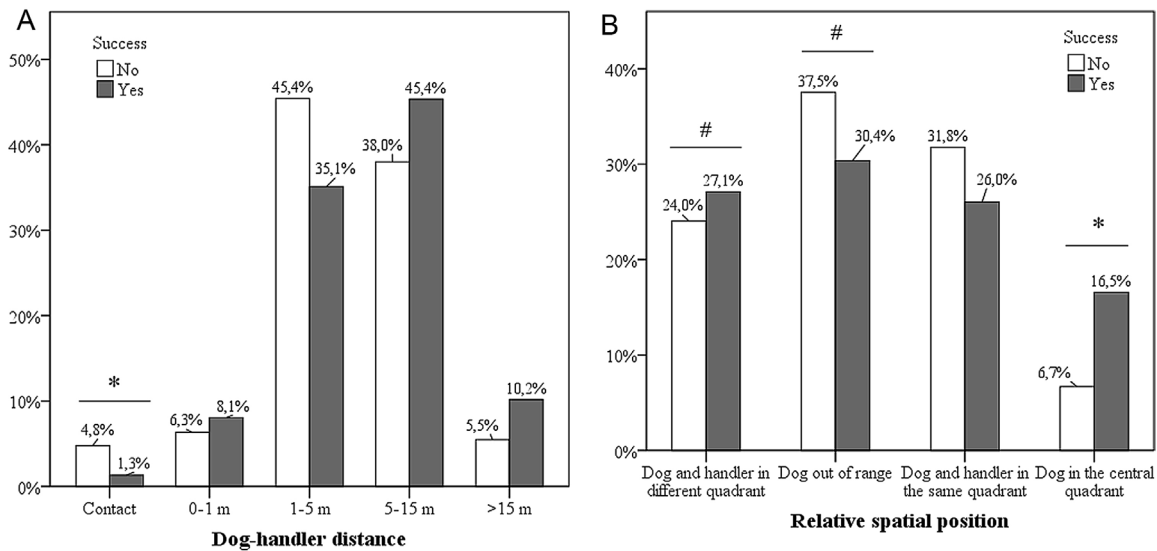 A
Success
No
Yes
50%
40%
30%
20%
10%
0%
4,8%
1,3%
*
6,3%
8,1%
45,4%
35,1%
38,0%
45,4%
5,5%
10,2%
Contact
0-1 m
1-5 m
5-15 m
>15 m
Dog-handler distance
B
Success
No
Yes
40%
30%
20%
10%
0%
#
24,0%
27,1%
#
37,5%
30,4%
31,8%
26,0%
*
6,7%
16,5%
Dog and handler in
different quadrant
Dog out of range
Dog and handler in
the same quadrant
Dog in the central
quadrant
Relative spatial position